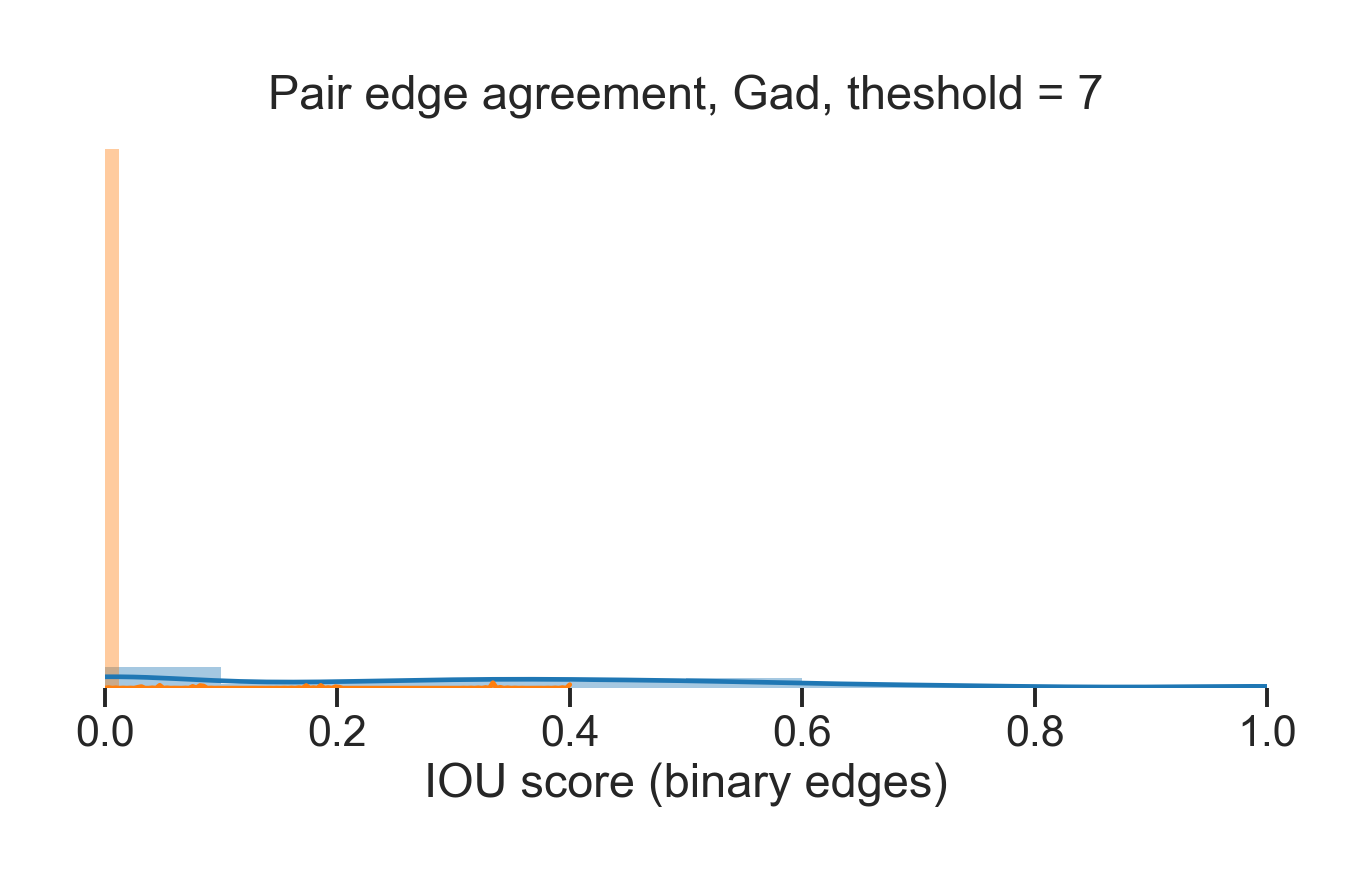 Pair edge agreement, Gad, theshold = 7
0.0 0.2 0.4 0.6 0.8 1.0
IOU score (binary edges)